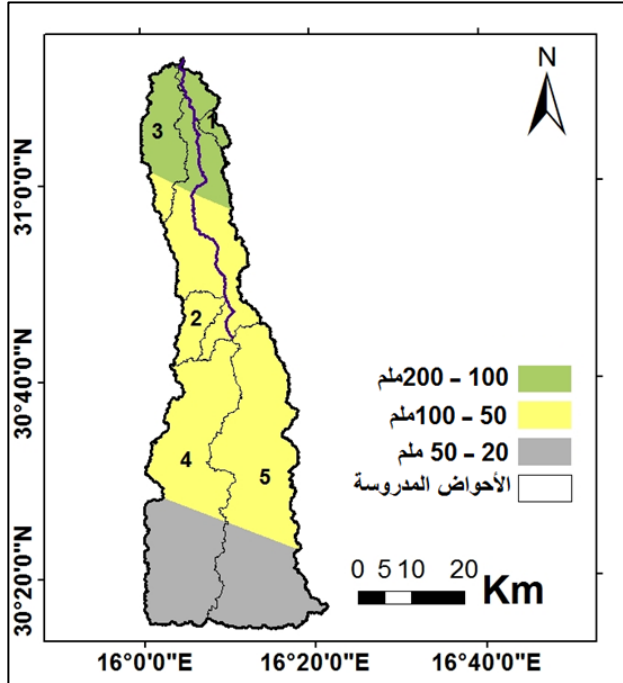 N
3
1
2
4
5
100 – 200ملم
50 – 100ملم
20 – 50 ملم
الأحواض المدروسة
0 5 10 20 Km
31°0'0"N
30°40'0"N
30°20'0"N
16°0'0"E 16°20'0"E 16°40'0"E